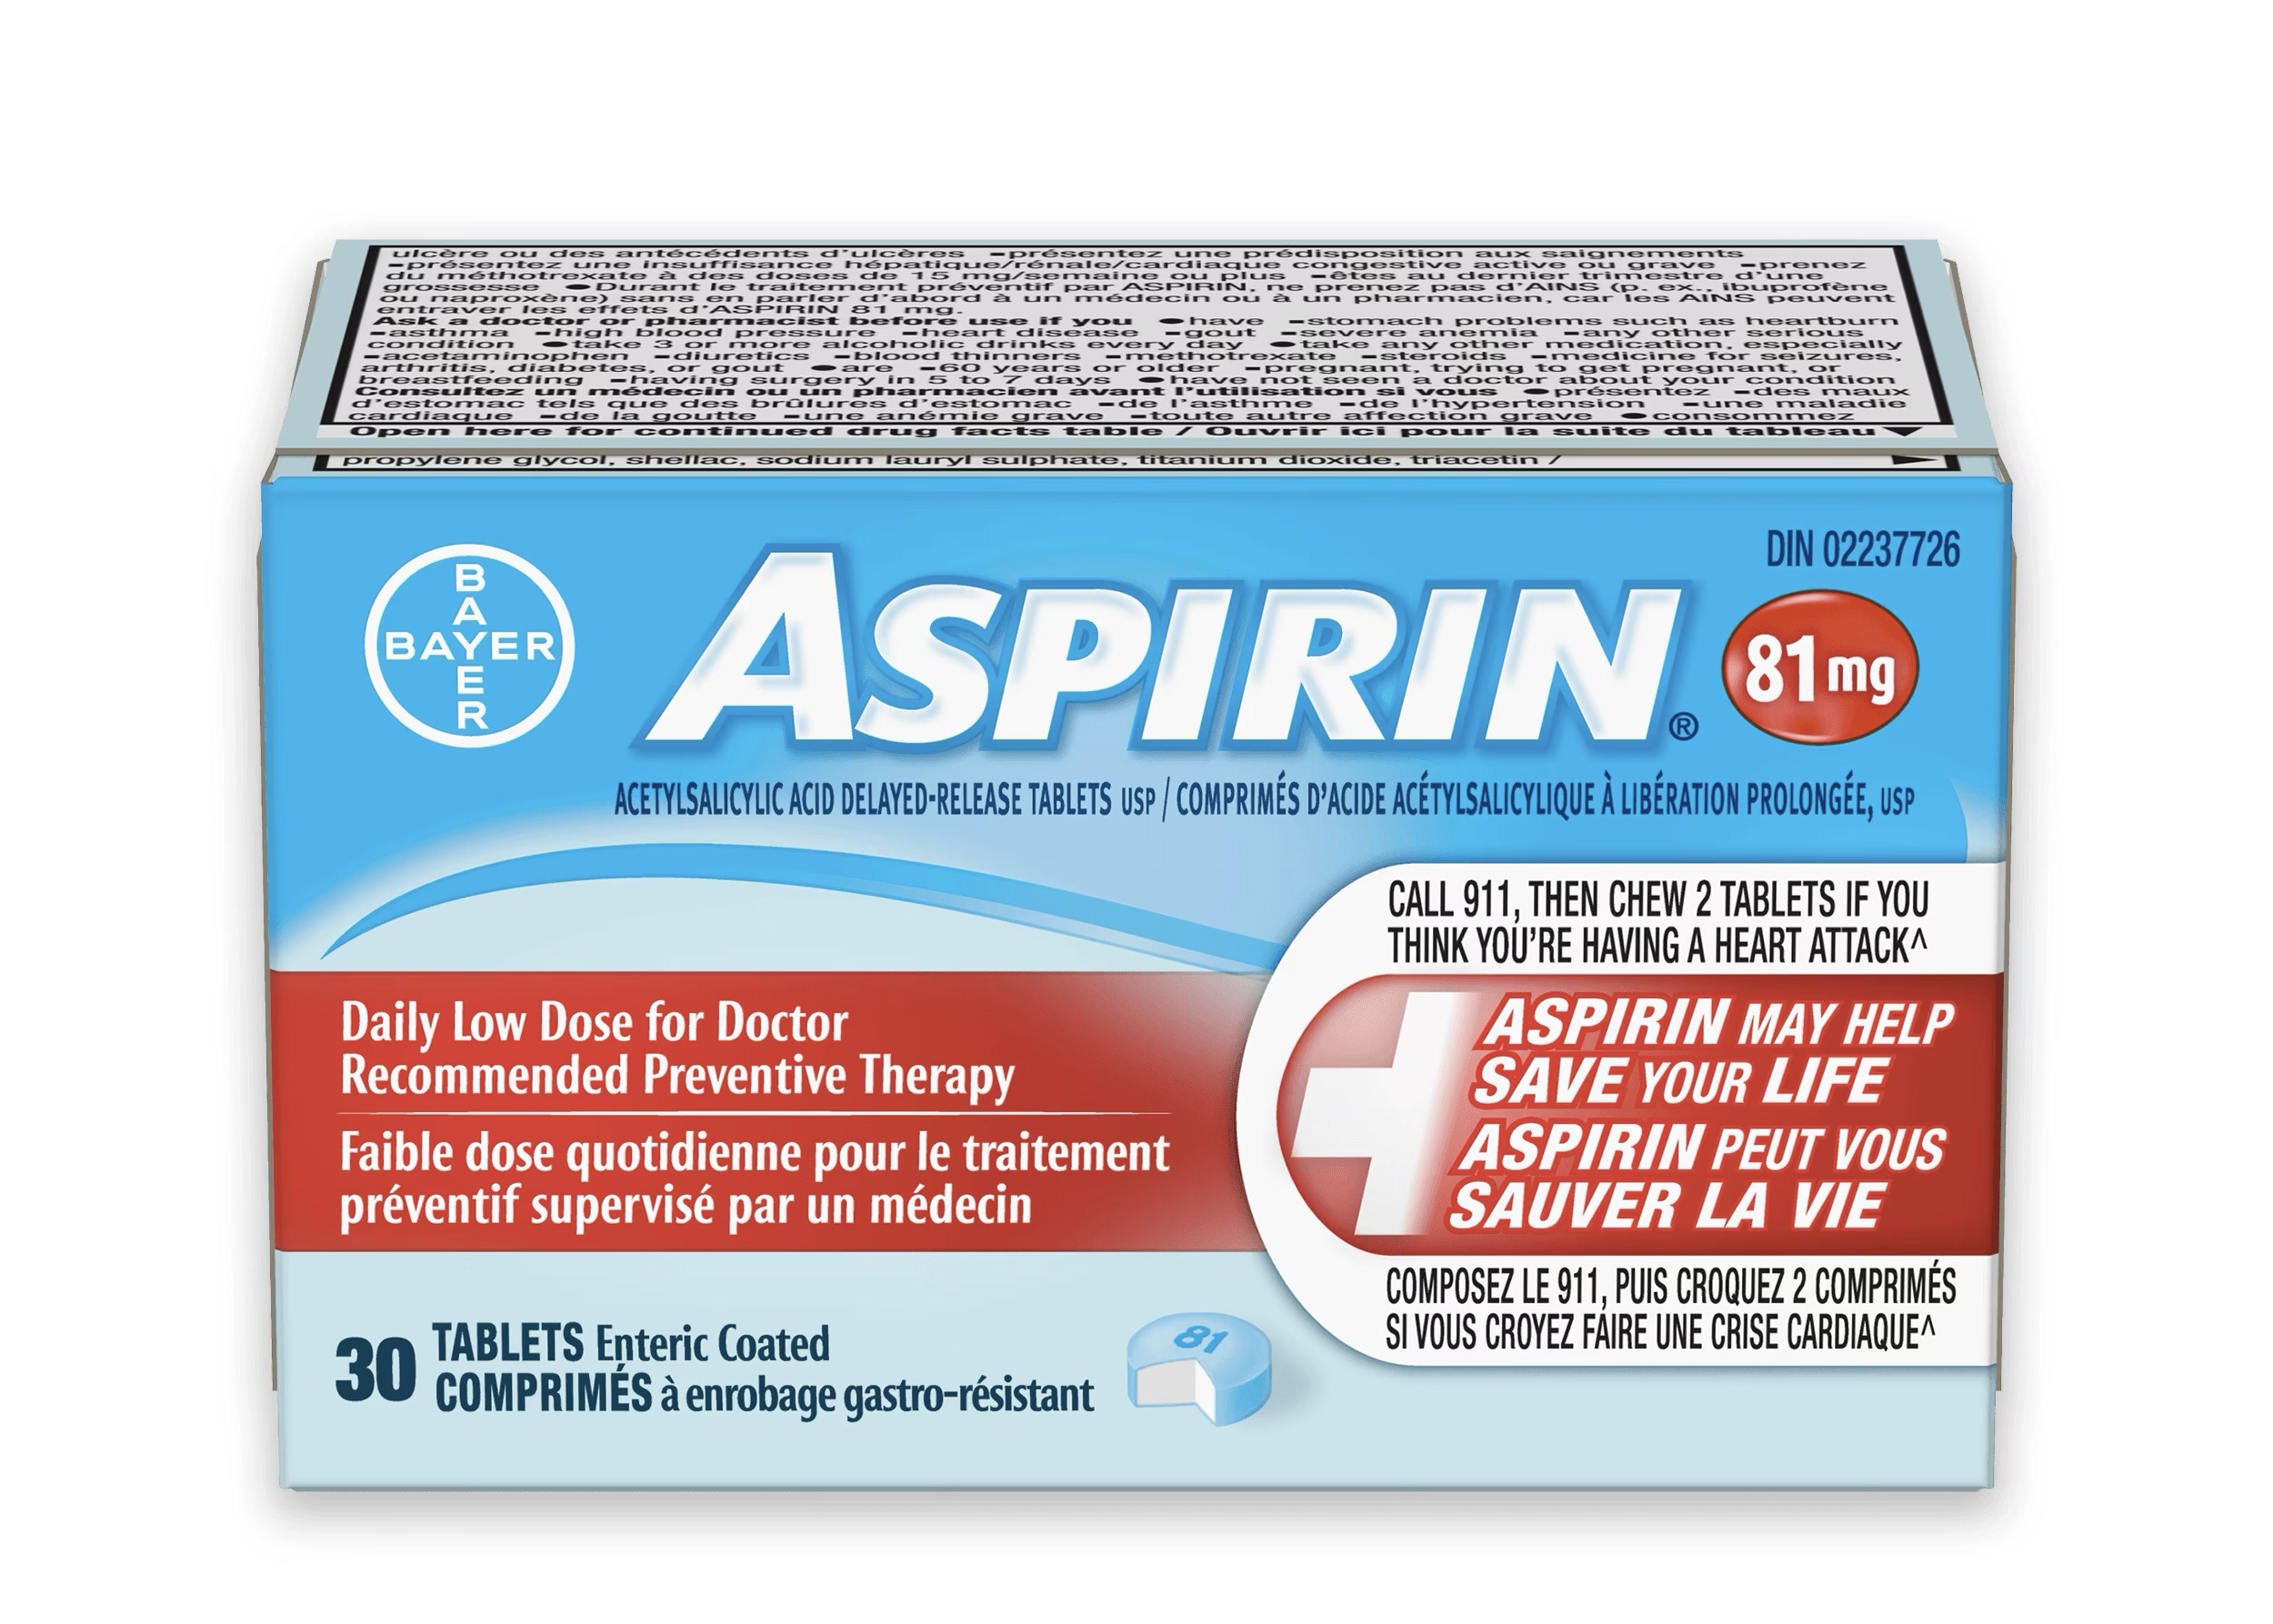 ulcère ou des antécédents d'ulcères -présentez une prédisposition aux saignements
-présentez une insuffisance hépatique/rénale/cardiaque congestive active ou grave -prenez
du méthotrexate à des doses de 15 mg/semaine ou plus -êtes au dernier trimestre d'une
grossesse ●Durant le traitement préventif par ASPIRIN, ne prenez pas d'AINS (p. ex., ibuprofène
ou naproxène) sans en parler d'abord à un médecin ou à un pharmacien, car les AINS peuvent
entraver les effets d'ASPIRIN 81 mg.
Ask a doctor or pharmacist before use if you ●have -stomach problems such as heartburn
-asthma -high blood pressure -heart disease -gout -severe anemia -any other serious
condition ●take 3 or more alcoholic drinks every day ●take any other medication, especially
-acetaminophen -diuretics -blood thinners -methotrexate -steroids -medicine for seizures,
arthritis, diabetes, or gout ●are -60 years or older -pregnant, trying to get pregnant, or
breastfeeding -having surgery in 5 to 7 days ●have not seen a doctor about your condition
Consultez un médecin ou un pharmacien avant l'utilisation si vous ●présentez -des maux
d'estomac tels que des brûlures d'estomac -de l'asthme -de l'hypertension -une maladie
cardiaque -de la goutte -une anémie grave -toute autre affection grave ●consommez
Open here for continued drug facts table / Ouvrir ici pour la suite du tableau
propylene glycol, shellac, sodium lauryl sulphate, titanium dioxide, triacetin /
DIN 02237726
BAYER
BAYER
ASPIRIN®
81 mg
ACETYLSALICYLIC ACID DELAYED-RELEASE TABLETS USP / COMPRIMÉS D'ACIDE ACÉTYLSALICYLIQUE À LIBÉRATION PROLONGÉE, USP
CALL 911, THEN CHEW 2 TABLETS IF YOU
THINK YOU'RE HAVING A HEART ATTACK^
Daily Low Dose for Doctor
Recommended Preventive Therapy
Faible dose quotidienne pour le traitement
préventif supervisé par un médecin
ASPIRIN MAY HELP
SAVE YOUR LIFE
ASPIRIN PEUT VOUS
SAUVER LA VIE
COMPOSEZ LE 911, PUIS CROQUEZ 2 COMPRIMÉS
SI VOUS CROYEZ FAIRE UNE CRISE CARDIAQUE^
30 TABLETS Enteric Coated
COMPRIMÉS à enrobage gastro-résistant
81